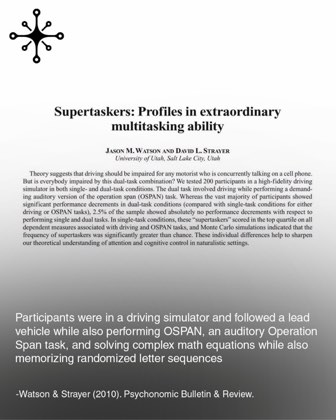 Supertaskers: Profiles in extraordinary
multitasking ability
JASON M. WATSON AND DAVID L. STRAYER
University of Utah, Salt Lake City, Utah
Theory suggests that driving should be impaired for any motorist who is concurrently talking on a cell phone.
But is everybody impaired by this dual-task combination? We tested 200 participants in a high-fidelity driving
simulator in both single- and dual-task conditions. The dual task involved driving while performing a demand-
ing auditory version of the operation span (OSPAN) task. Whereas the vast majority of participants showed
significant performance decrements in dual-task conditions (compared with single-task conditions for either
driving or OSPAN tasks), 2.5% of the sample showed absolutely no performance decrements with respect to
performing single and dual tasks. In single-task conditions, these “supertaskers” scored in the top quartile on all
dependent measures associated with driving and OSPAN tasks, and Monte Carlo simulations indicated that the
frequency of supertaskers was significantly greater than chance. These individual differences help to sharpen
our theoretical understanding of attention and cognitive control in naturalistic settings.
Participants were in a driving simulator and followed a lead
vehicle while also performing OSPAN, an auditory Operation
Span task, and solving complex math equations while also
memorizing randomized letter sequences
-Watson & Strayer (2010). Psychonomic Bulletin & Review.